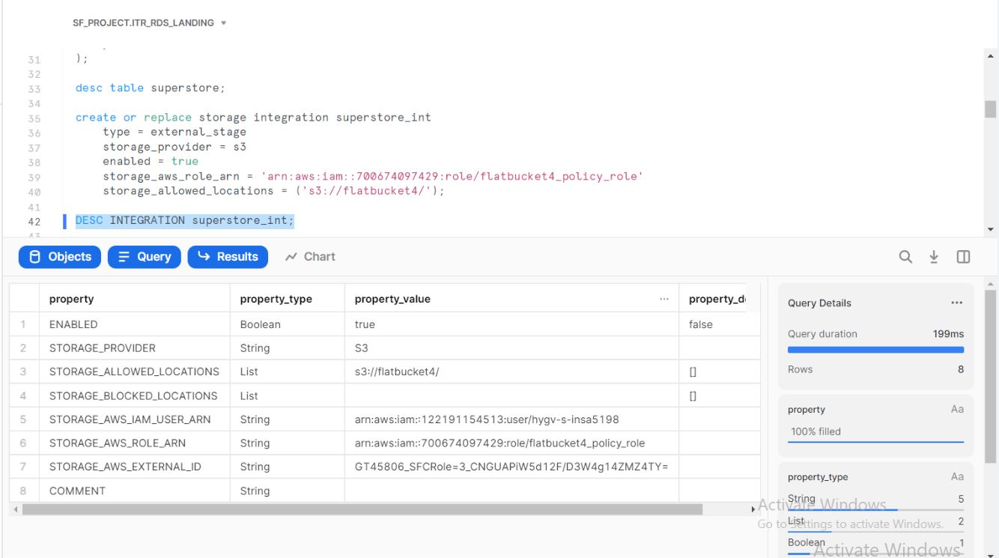 SF_PROJECT.ITR_RDS_LANDING
31 );
32
33 desc table superstore;
34
35 create or replace storage integration superstore_int
36 type = external_stage
37 storage_provider = s3
38 enabled = true
39 storage_aws_role_arn = 'arn:aws:iam::700674097429:role/flatbucket4_policy_role'
40 storage_allowed_locations = ('s3://flatbucket4/');
41
42 DESC INTEGRATION superstore_int;
43
Objects Query Results Chart
property property_type property_value ... property_de
1 ENABLED Boolean true false
2 STORAGE_PROVIDER String S3
3 STORAGE_ALLOWED_LOCATIONS List s3://flatbucket4/ []
4 STORAGE_BLOCKED_LOCATIONS List []
5 STORAGE_AWS_IAM_USER_ARN String arn:aws:iam::122191154513:user/hygv-s-insa5198
6 STORAGE_AWS_ROLE_ARN String arn:aws:iam::700674097429:role/flatbucket4_policy_role
7 STORAGE_AWS_EXTERNAL_ID String GT45806_SFCRole=3_CNGUAPiW5d12F/D3W4g14ZMZ4TY=
8 COMMENT String
Query Details ...
Query duration 199ms
Rows 8
property Aa
100% filled
property_type Aa
String 5
List 2
Boolean 1
Activate Windows
Go to Settings to activate Windows.
Activate Windows